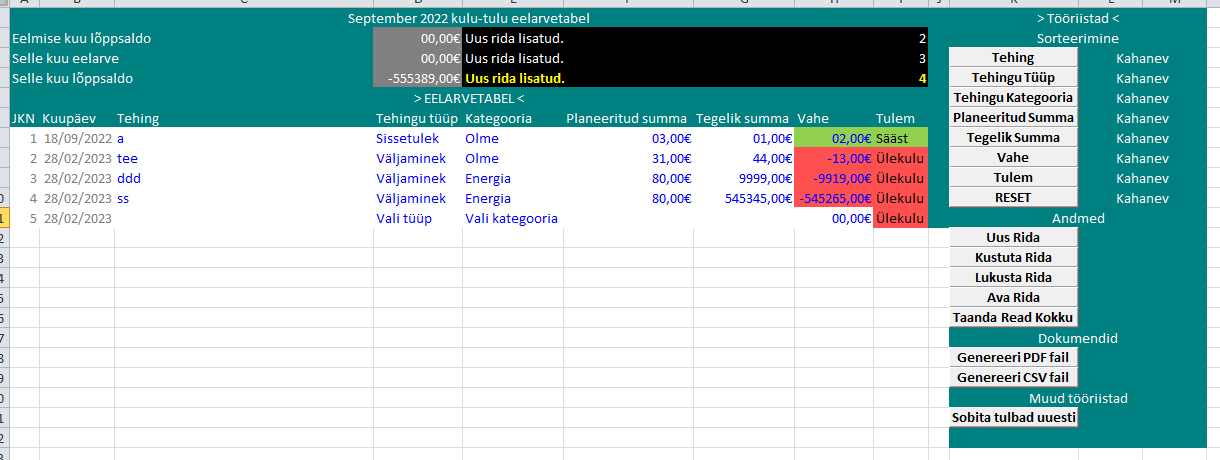 September 2022 kulu-tulu eelarvetabel > Tööriistad <
Eelmise kuu lõppsaldo 00,00€ Uus rida lisatud. 2 Sorteerimine
Selle kuu eelarve 00,00€ Uus rida lisatud. 3 Tehing Kahanev
Selle kuu lõppsaldo -555389,00€ Uus rida lisatud. 4 Tehingu Tüüp Kahanev
> EELARVETABEL < Tehingu Kategooria Kahanev
JKN Kuupäev Tehing Tehingu tüüp Kategooria Planeeritud summa Tegelik summa Vahe Tulem Planeeritud Summa Kahanev
1 18/09/2022 a Sissetulek Olme 03,00€ 01,00€ 02,00€ Sääst Tegelik Summa Kahanev
2 28/02/2023 tee Väljaminek Olme 31,00€ 44,00€ -13,00€ Ülekulu Vahe Kahanev
3 28/02/2023 ddd Väljaminek Energia 80,00€ 9999,00€ -9919,00€ Ülekulu Tulem Kahanev
4 28/02/2023 ss Väljaminek Energia 80,00€ 545345,00€ -545265,00€ Ülekulu RESET Kahanev
5 28/02/2023 Vali tüüp Vali kategooria 00,00€ Ülekulu Andmed
Uus Rida
Kustuta Rida
Lukusta Rida
Ava Rida
Taanda Read Kokku
Dokumendid
Genereeri PDF fail
Genereeri CSV fail
Muud tööriistad
Sobita tulbad uuesti